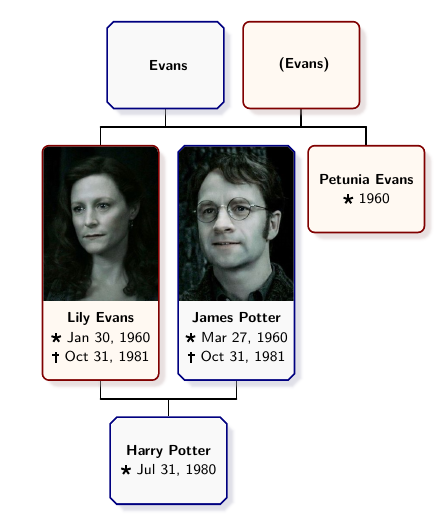 Evans
(Evans)
Petunia Evans
★ 1960
Lily Evans
★ Jan 30, 1960
✝ Oct 31, 1981
James Potter
★ Mar 27, 1960
✝ Oct 31, 1981
Harry Potter
★ Jul 31, 1980